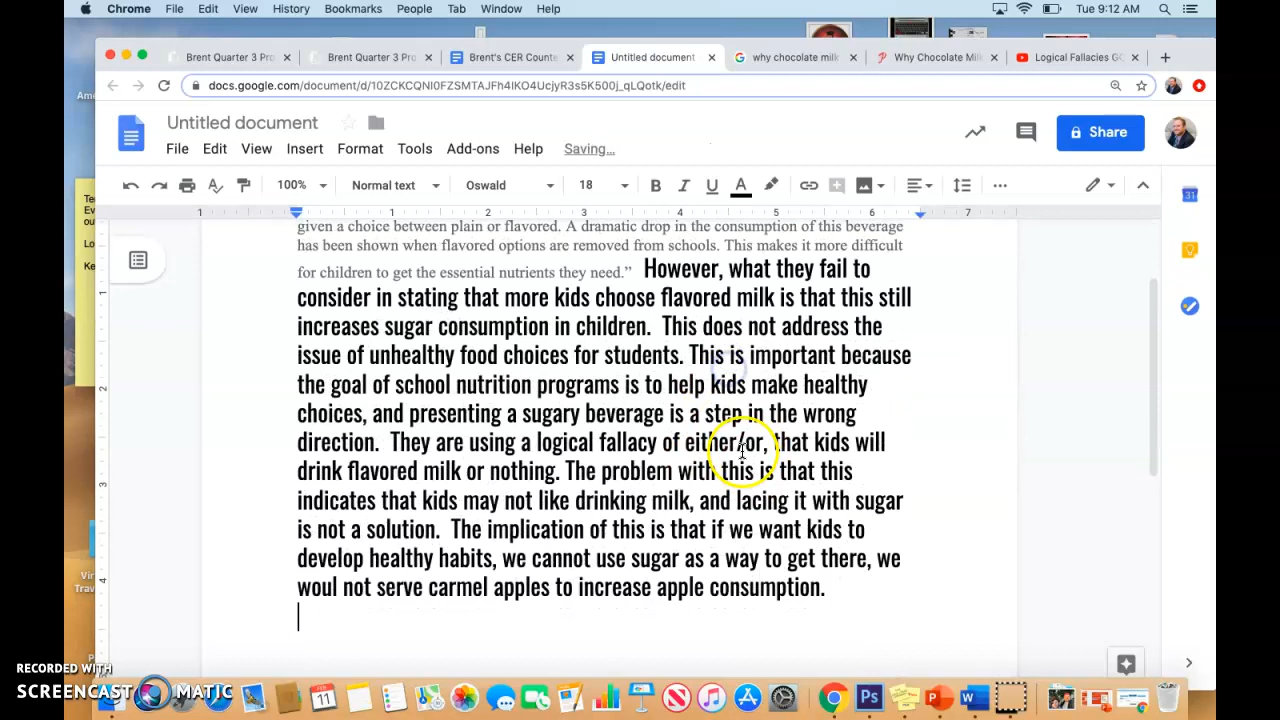 Chrome File Edit View History Bookmarks People Tab Window Help Tue 9:12 AM
Brent Quarter 3 Pro Brent Quarter 3 Pro Brent's CER Counte Untitled document why chocolate milk Why Chocolate Mil Logical Fallacies GO
docs.google.com/document/d/
Untitled document
File Edit View Insert Format Tools Add-ons Help Saving...
Share
100% Normal text Oswald 18
1 1 2 3 4 5 6 7
given a choice between plain or flavored. A dramatic drop in the consumption of this beverage
has been shown when flavored options are removed from schools. This makes it more difficult
for children to get the essential nutrients they need.” However, what they fail to
consider in stating that more kids choose flavored milk is that this still
increases sugar consumption in children. This does not address the
issue of unhealthy food choices for students. This is important because
the goal of school nutrition programs is to help kids make healthy
choices, and presenting a sugary beverage is a step in the wrong
direction. They are using a logical fallacy of either/or, that kids will
drink flavored milk or nothing. The problem with this is that this
indicates that kids may not like drinking milk, and lacing it with sugar
is not a solution. The implication of this is that if we want kids to
develop healthy habits, we cannot use sugar as a way to get there, we
woul not serve carmel apples to increase apple consumption.
RECORDED WITH
SCREENCAST MATIC